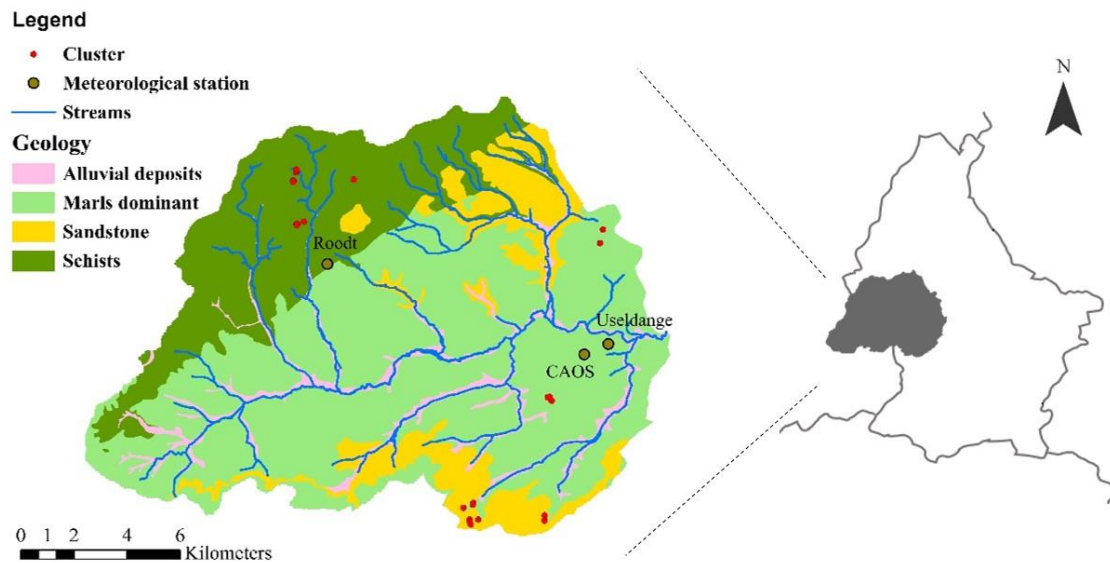 Legend
Cluster
Meteorological station
Streams
Geology
Alluvial deposits
Marls dominant
Sandstone
Schists
N
Roodt
Useldange
CAOS
0 1 2 4 6
Kilometers